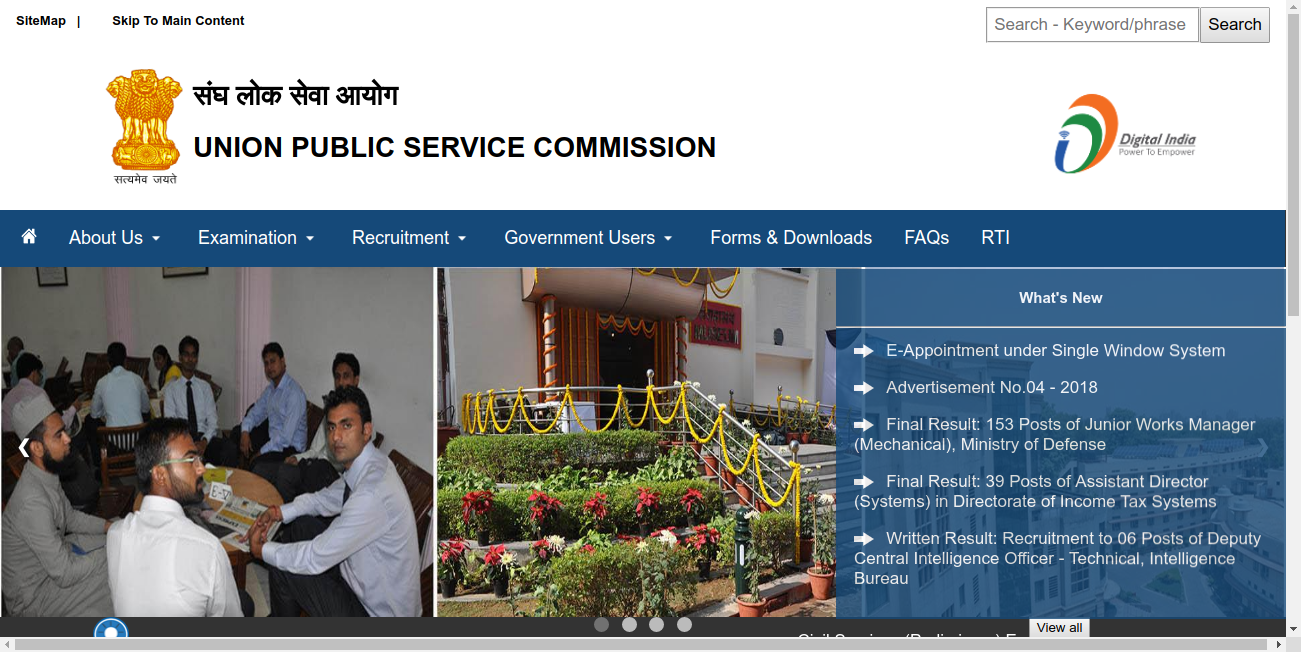 SiteMap | Skip To Main Content
Search - Keyword/phrase Search
संघ लोक सेवा आयोग
UNION PUBLIC SERVICE COMMISSION
सत्यमेव जयते
Digital India
Power To Empower
About Us Examination Recruitment Government Users Forms & Downloads FAQs RTI
What's New
E-Appointment under Single Window System
Advertisement No.04 - 2018
Final Result: 153 Posts of Junior Works Manager
(Mechanical), Ministry of Defense
Final Result: 39 Posts of Assistant Director
(Systems) in Directorate of Income Tax Systems
Written Result: Recruitment to 06 Posts of Deputy
Central Intelligence Officer - Technical, Intelligence
Bureau
View all